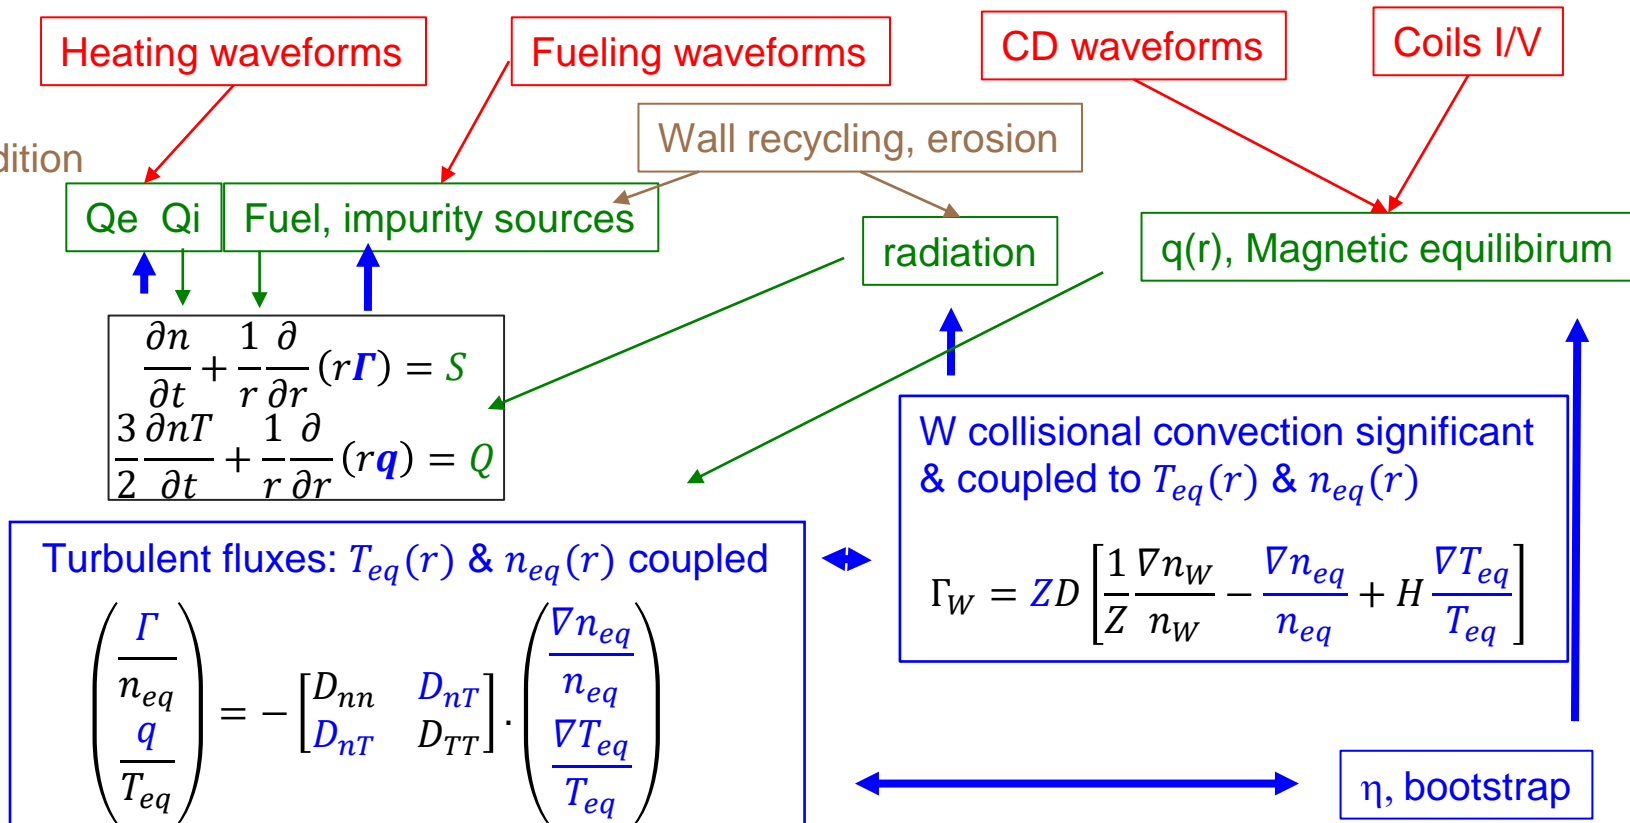 Heating waveforms
Fueling waveforms
CD waveforms
Coils I/V
Wall recycling, erosion
dition
Qe Qi
Fuel, impurity sources
radiation
q(r), Magnetic equilibirum
∂n/∂t + 1/r ∂/∂r (rΓ) = S
3/2 ∂nT/∂t + 1/r ∂/∂r (rq) = Q
W collisional convection significant
& coupled to T_eq(r) & n_eq(r)
Γ_W = ZD [1/Z ∇n_W/n_W − ∇n_eq/n_eq + H ∇T_eq/T_eq]
Turbulent fluxes: T_eq(r) & n_eq(r) coupled
(Γ/n_eq q/T_eq) = − [D_nn D_nT D_nT D_TT] . (∇n_eq/n_eq ∇T_eq/T_eq)
η, bootstrap